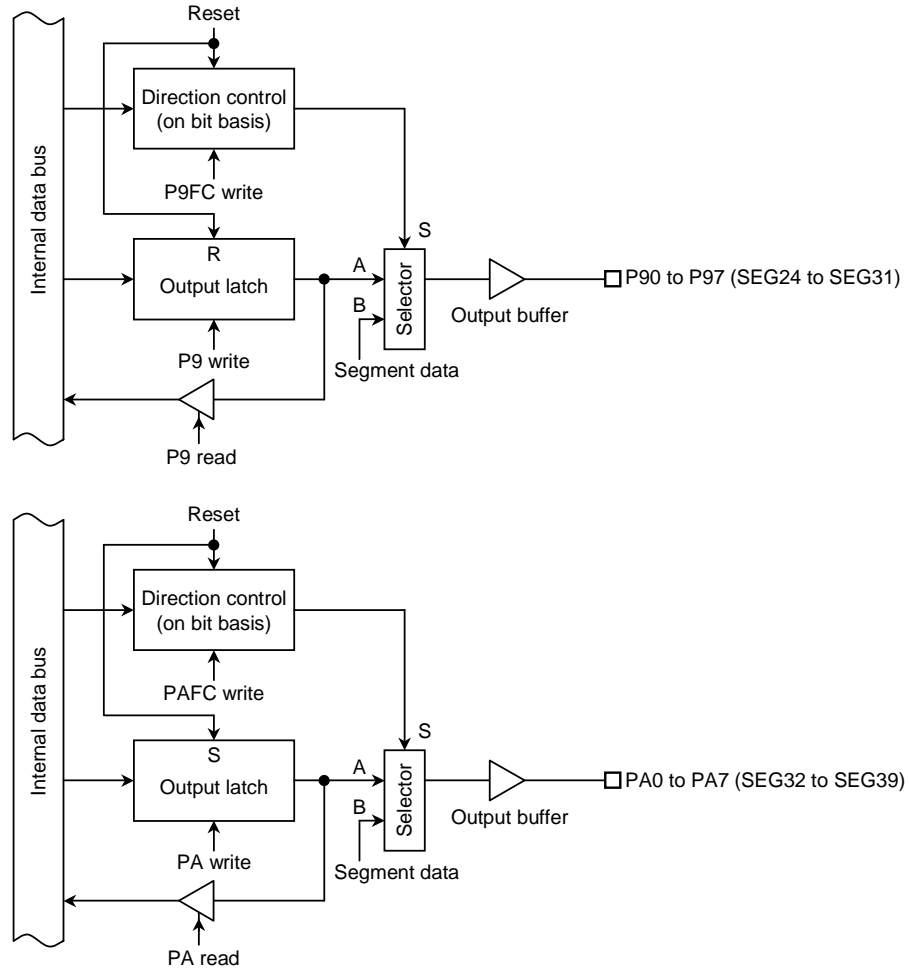 Reset
Direction control
(on bit basis)
P9FC write
Internal data bus
R
Output latch
A
B
S
Selector
P90 to P97 (SEG24 to SEG31)
Output buffer
P9 write
Segment data
P9 read
Reset
Direction control
(on bit basis)
PAFC write
Internal data bus
S
Output latch
A
B
S
Selector
PA0 to PA7 (SEG32 to SEG39)
Output buffer
PA write
Segment data
PA read